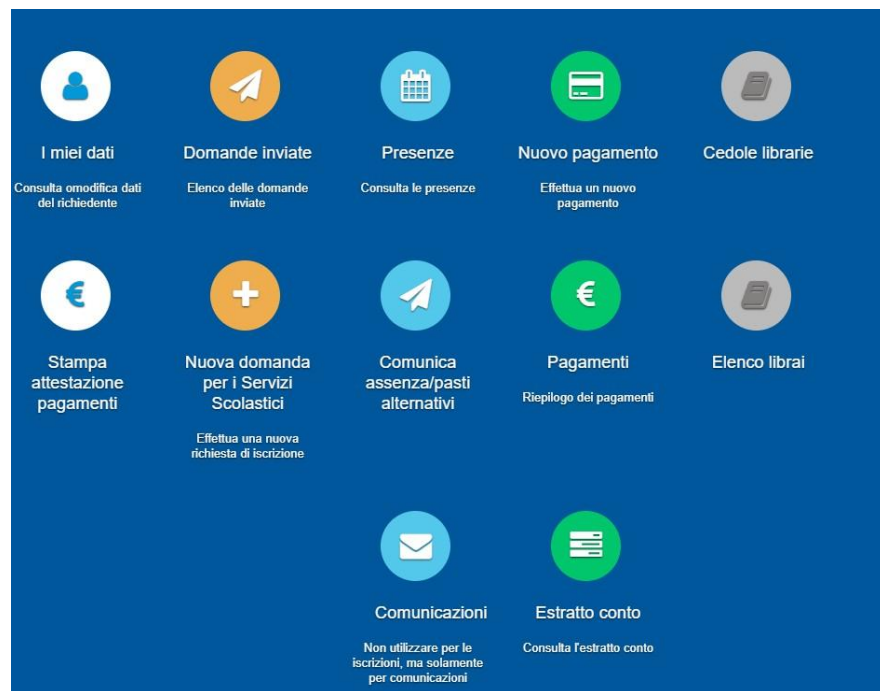 I miei dati
Consulta omodifica dati
del richiedente
Domande inviate
Elenco delle domande
inviate
Presenze
Consulta le presenze
Nuovo pagamento
Effettua un nuovo
pagamento
Cedole librarie
Stampa
attestazione
pagamenti
Nuova domanda
per i Servizi
Scolastici
Effettua una nuova
richiesta di iscrizione
Comunica
assenza/pasti
alternativi
€
Pagamenti
Riepilogo dei pagamenti
Elenco librai
Comunicazioni
Non utilizzare per le
iscrizioni, ma solamente
per comunicazioni
Estratto conto
Consulta l'estratto conto